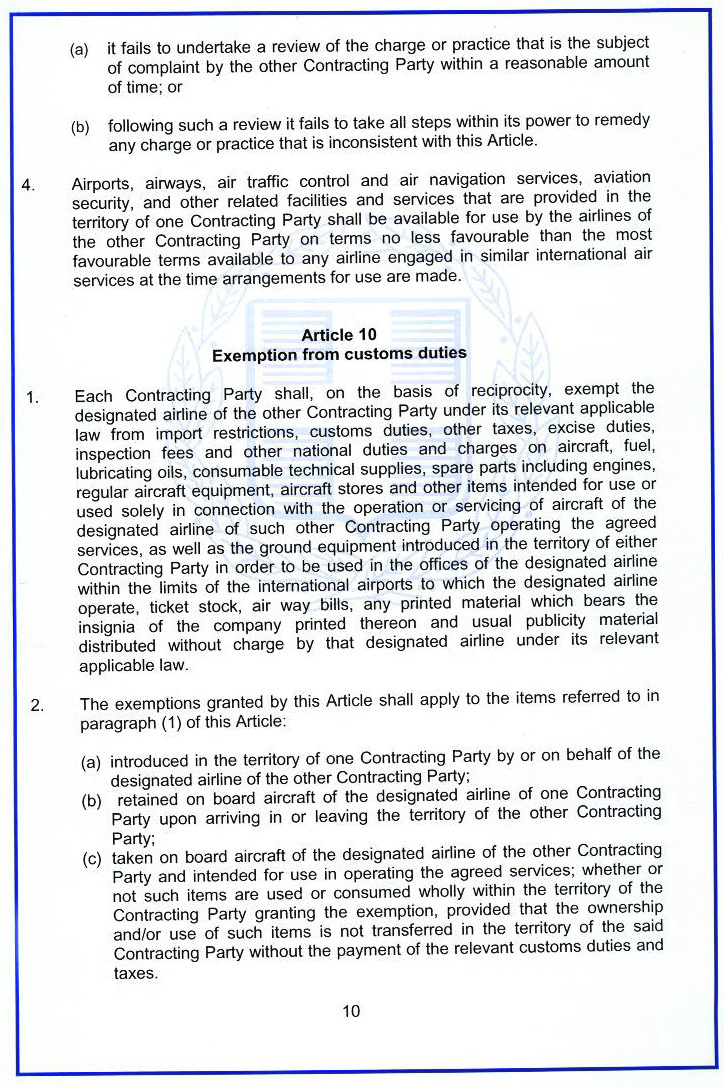 (a) it fails to undertake a review of the charge or practice that is the subject
of complaint by the other Contracting Party within a reasonable amount
of time; or
(b) following such a review it fails to take all steps within its power to remedy
any charge or practice that is inconsistent with this Article.
4. Airports, airways, air traffic control and air navigation services, aviation
security, and other related facilities and services that are provided in the
territory of one Contracting Party shall be available for use by the airlines of
the other Contracting Party on terms no less favourable than the most
favourable terms available to any airline engaged in similar international air
services at the time arrangements for use are made.
Article 10
Exemption from customs duties
1. Each Contracting Party shall, on the basis of reciprocity, exempt the
designated airline of the other Contracting Party under its relevant applicable
law from import restrictions, customs duties, other taxes, excise duties,
inspection fees and other national duties and charges on aircraft, fuel,
lubricating oils, consumable technical supplies, spare parts including engines,
regular aircraft equipment, aircraft stores and other items intended for use or
used solely in connection with the operation or servicing of aircraft of the
designated airline of such other Contracting Party operating the agreed
services, as well as the ground equipment introduced in the territory of either
Contracting Party in order to be used in the offices of the designated airline
within the limits of the international airports to which the designated airline
operate, ticket stock, air way bills, any printed material which bears the
insignia of the company printed thereon and usual publicity material
distributed without charge by that designated airline under its relevant
applicable law.
2. The exemptions granted by this Article shall apply to the items referred to in
paragraph (1) of this Article:
(a) introduced in the territory of one Contracting Party by or on behalf of the
designated airline of the other Contracting Party;
(b) retained on board aircraft of the designated airline of one Contracting
Party upon arriving in or leaving the territory of the other Contracting
Party;
(c) taken on board aircraft of the designated airline of the other Contracting
Party and intended for use in operating the agreed services; whether or
not such items are used or consumed wholly within the territory of the
Contracting Party granting the exemption, provided that the ownership
and/or use of such items is not transferred in the territory of the said
Contracting Party without the payment of the relevant customs duties and
taxes.
10